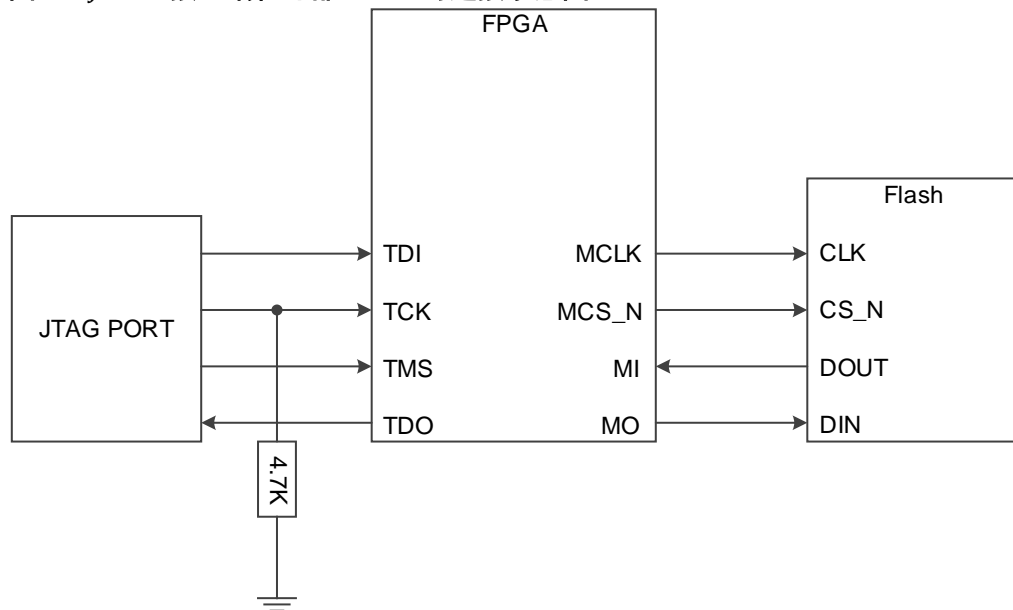 FPGA
Flash
JTAG PORT
TDI
TCK
TMS
TDO
MCLK
MCS_N
MI
MO
CLK
CS_N
DOUT
DIN
4.7K